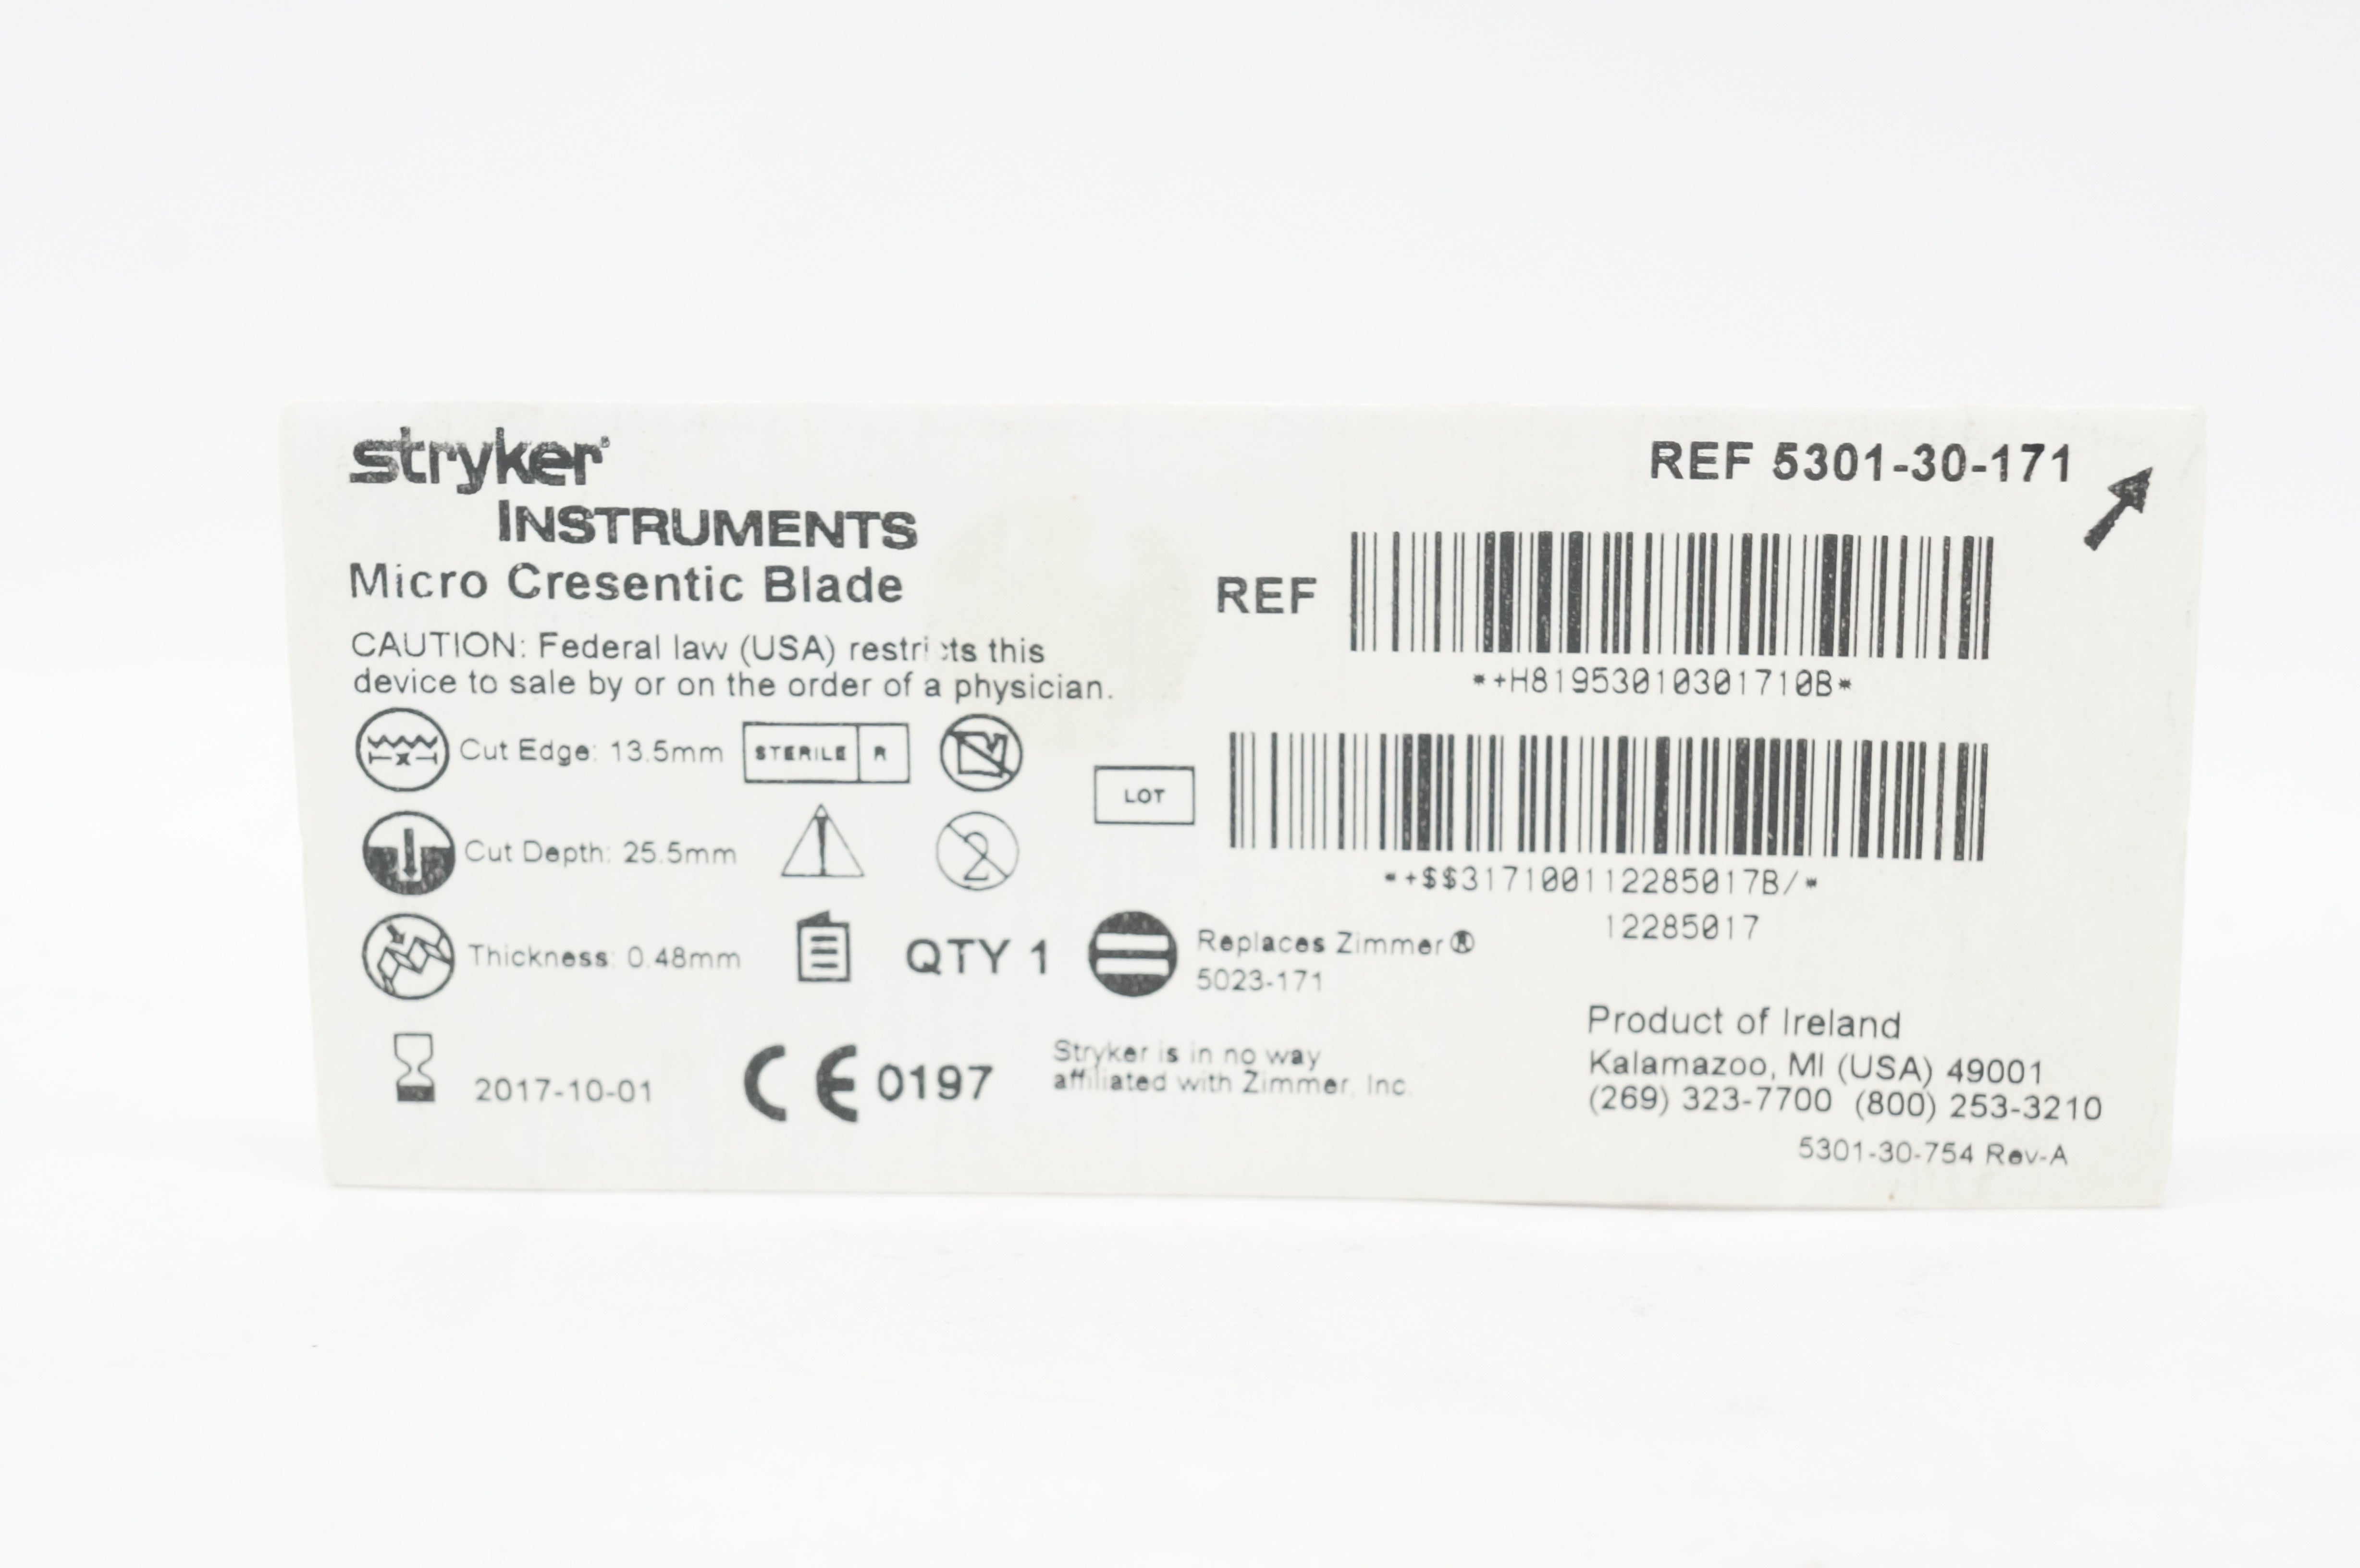 stryker®
INSTRUMENTS
Micro Cresentic Blade
CAUTION: Federal law (USA) restricts this
device to sale by or on the order of a physician.
Cut Edge: 13.5mm
STERILE R
Cut Depth: 25.5mm
2
Thickness: 0.48mm
QTY 1
2017-10-01
CE 0197
REF 5301-30-171
REF
*+H81953010301710B*
LOT
*+$$317100112285017B/*
12285017
Replaces Zimmer®
5023-171
Stryker is in no way
affiliated with Zimmer, Inc.
Product of Ireland
Kalamazoo, MI (USA) 49001
(269) 323-7700 (800) 253-3210
5301-30-754 Rev-A